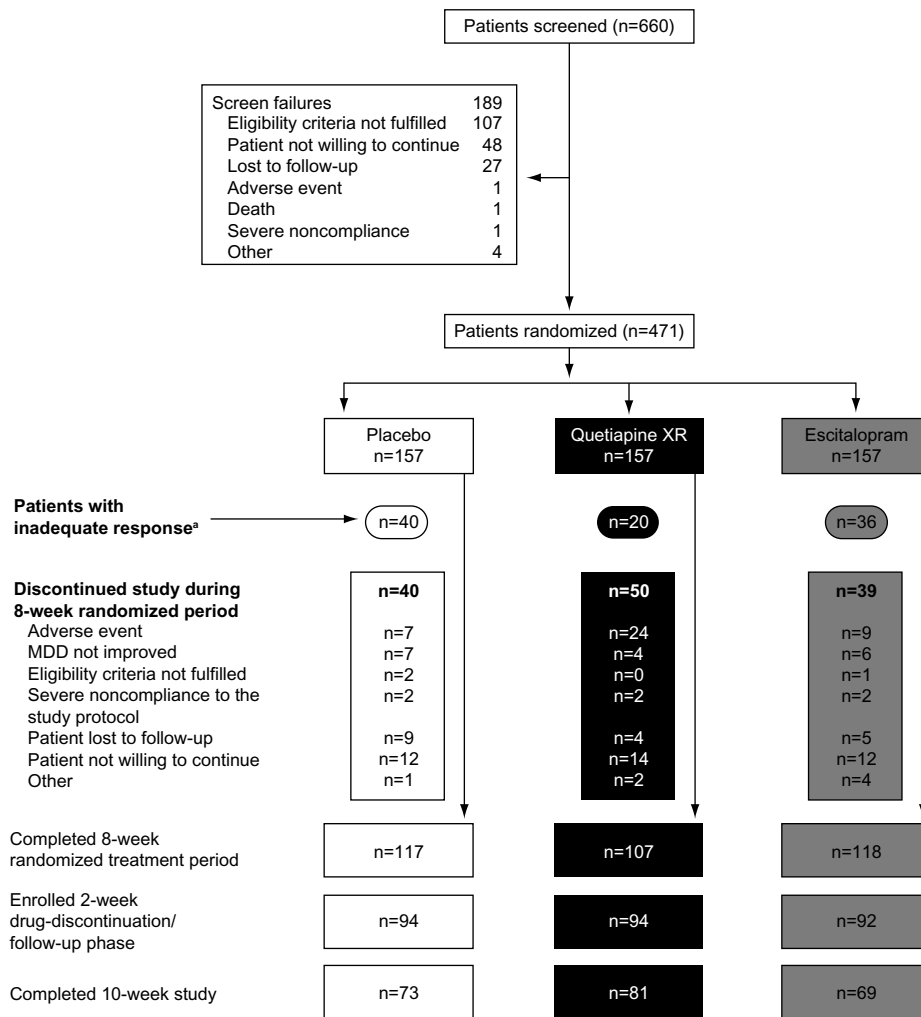 Patients screened (n=660)
Screen failures 189
Eligibility criteria not fulfilled 107
Patient not willing to continue 48
Lost to follow-up 27
Adverse event 1
Death 1
Severe noncompliance 1
Other 4
Patients randomized (n=471)
Placebo Quetiapine XR Escitalopram
n=157 n=157 n=157
Patients with
inadequate responseª n=40 n=20 n=36
Discontinued study during n=40 n=50 n=39
8-week randomized period
Adverse event n=7 n=24 n=9
MDD not improved n=7 n=4 n=6
Eligibility criteria not fulfilled n=2 n=0 n=1
Severe noncompliance to the n=2 n=2 n=2
study protocol
Patient lost to follow-up n=9 n=4 n=5
Patient not willing to continue n=12 n=14 n=12
Other n=1 n=2 n=4
Completed 8-week
randomized treatment period n=117 n=107 n=118
Enrolled 2-week
drug-discontinuation/ n=94 n=94 n=92
follow-up phase
Completed 10-week study n=73 n=81 n=69